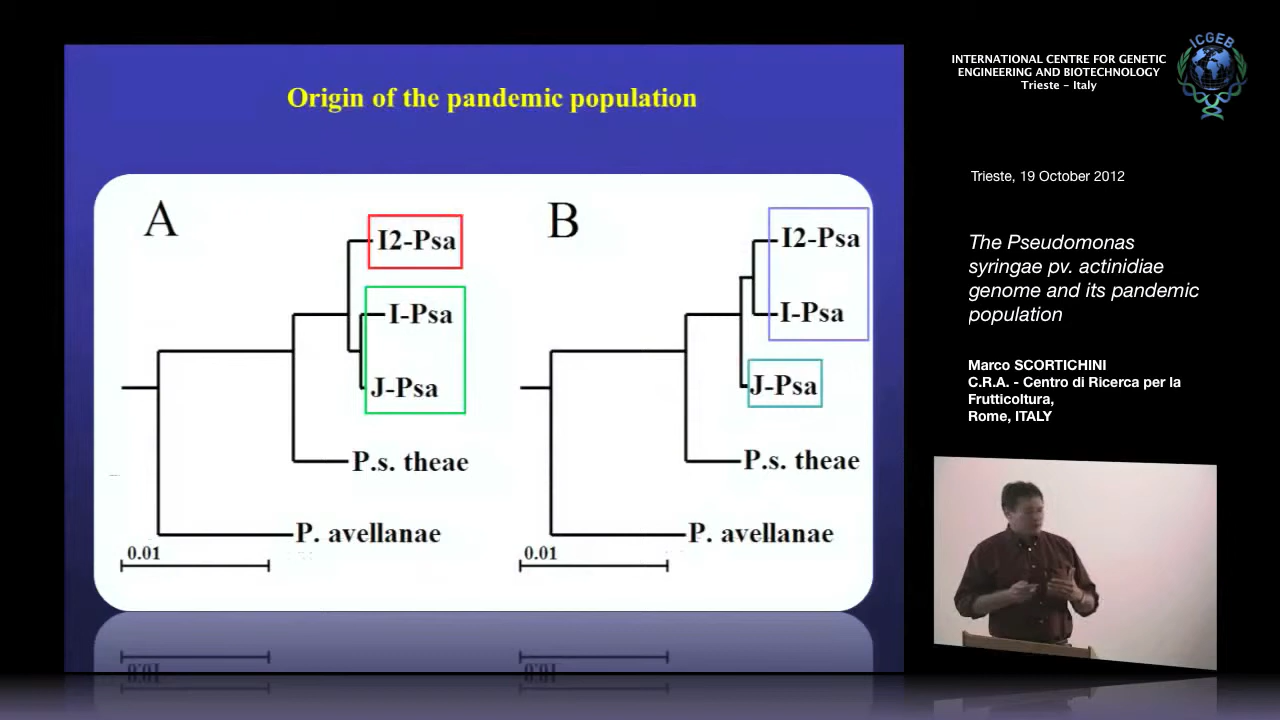 Origin of the pandemic population
A
I2-Psa
I-Psa
J-Psa
P.s. theae
P. avellanae
0.01
B
I2-Psa
I-Psa
J-Psa
P.s. theae
P. avellanae
0.01
INTERNATIONAL CENTRE FOR GENETIC
ENGINEERING AND BIOTECHNOLOGY
Trieste - Italy
ICGEB
Trieste, 19 October 2012
The Pseudomonas
syringae pv. actinidiae
genome and its pandemic
population
Marco SCORTICHINI
C.R.A. - Centro di Ricerca per la
Frutticoltura,
Rome, ITALY